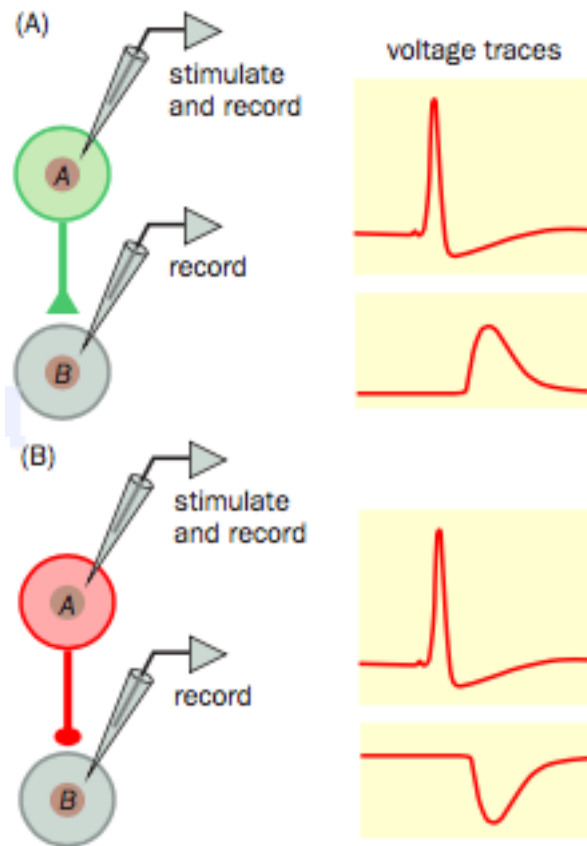 (A)
stimulate
and record
voltage traces
A
record
B
(B)
stimulate
and record
A
record
B